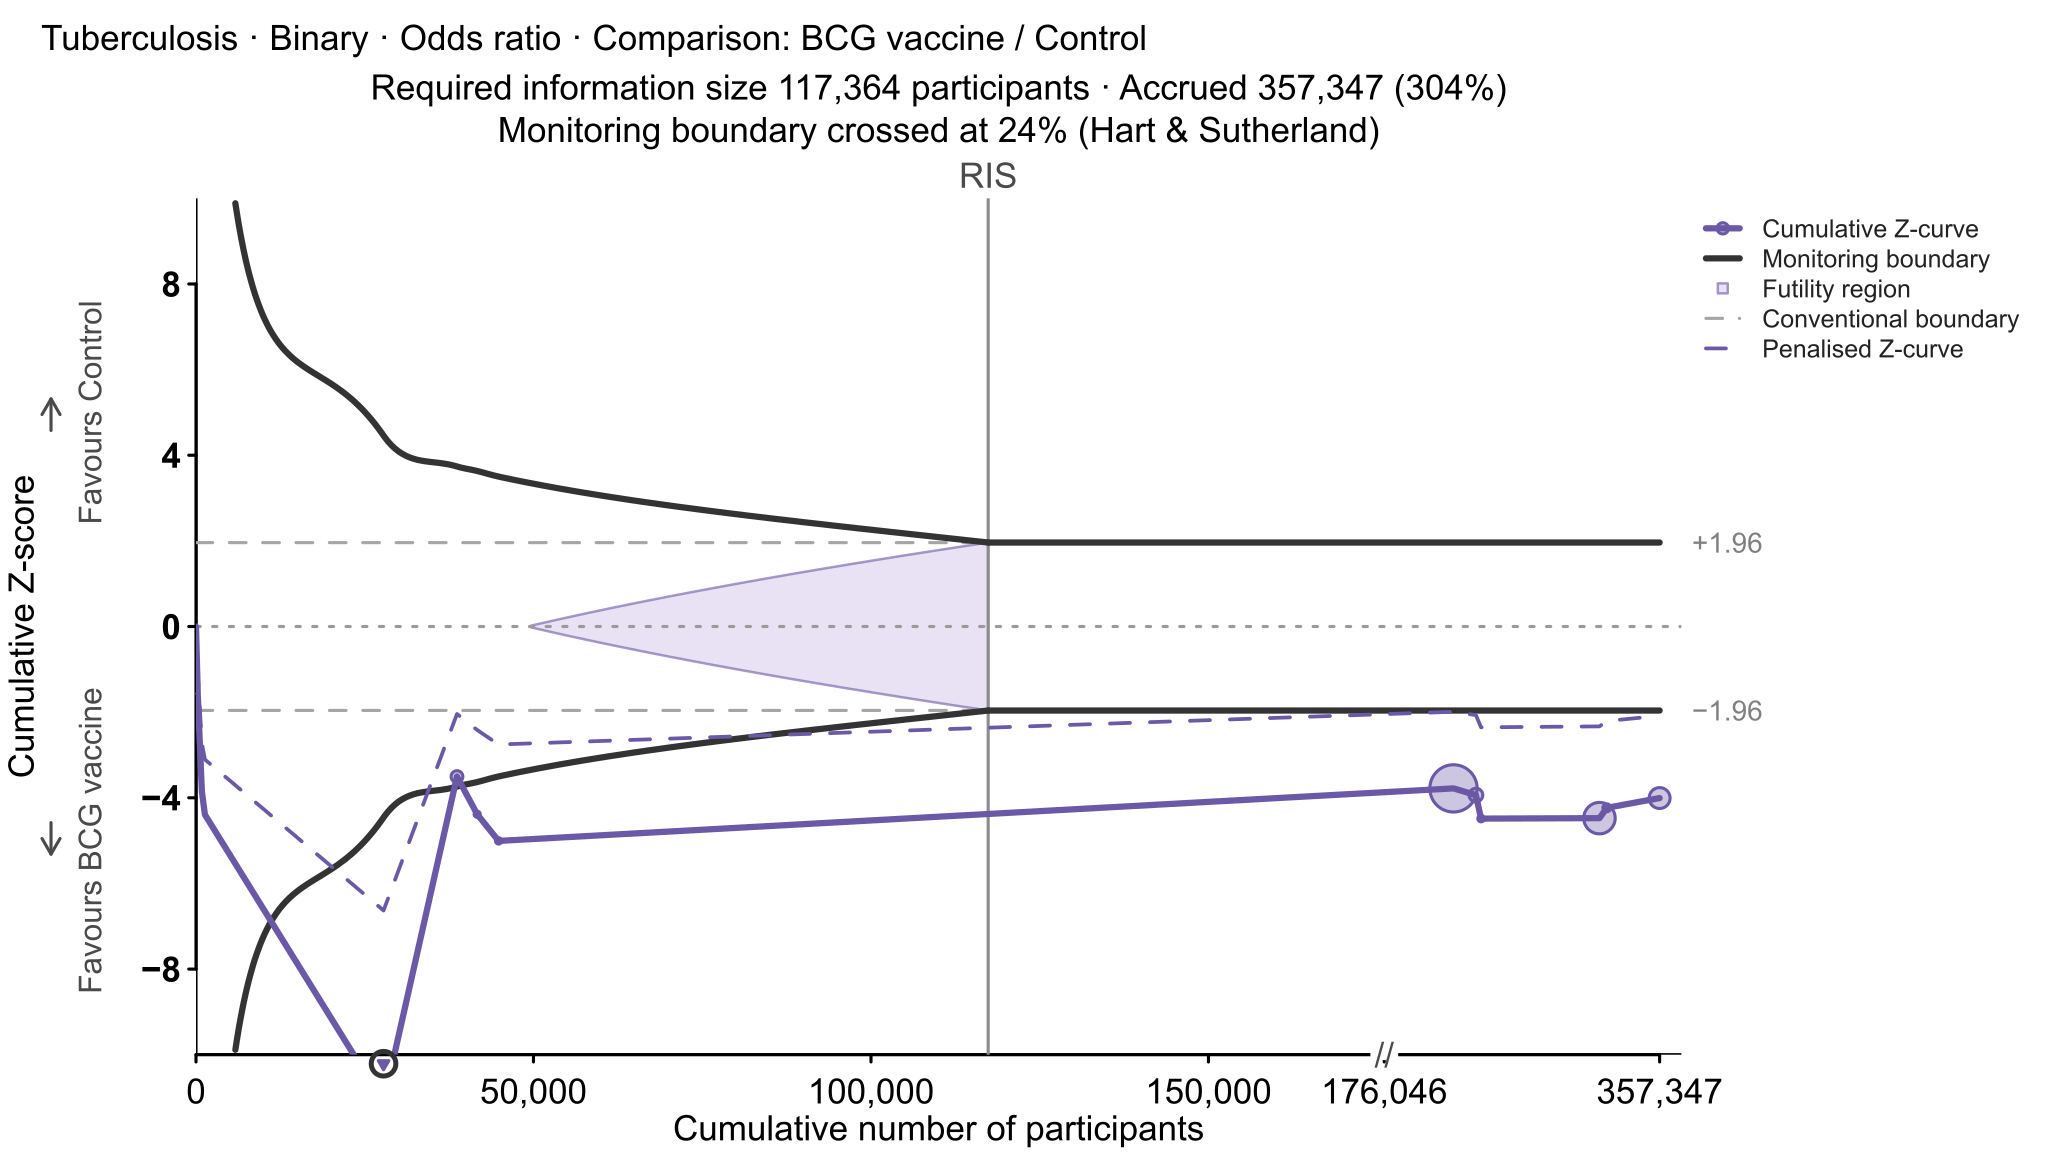 Tuberculosis · Binary · Odds ratio · Comparison: BCG vaccine / Control
Required information size 117,364 participants · Accrued 357,347 (304%)
Monitoring boundary crossed at 24% (Hart & Sutherland)
RIS
Cumulative Z-curve
Monitoring boundary
Futility region
Conventional boundary
Penalised Z-curve
Cumulative Z-score
Favours Control
Favours BCG vaccine
8
4
0
−4
−8
+1.96
−1.96
0
50,000
100,000
150,000
176,046
357,347
Cumulative number of participants